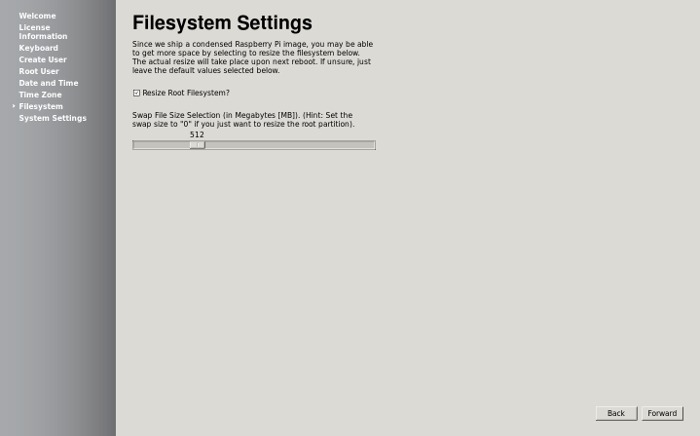 Welcome
License
Information
Keyboard
Create User
Root User
Date and Time
Time Zone
Filesystem
System Settings
Filesystem Settings
Since we ship a condensed Raspberry Pi image, you may be able
to get more space by selecting to resize the filesystem below.
The actual resize will take place upon next reboot. If unsure, just
leave the default values selected below.
Resize Root Filesystem?
Swap File Size Selection (in Megabytes [MB]). (Hint: Set the
swap size to "0" if you just want to resize the root partition).
512
Back
Forward